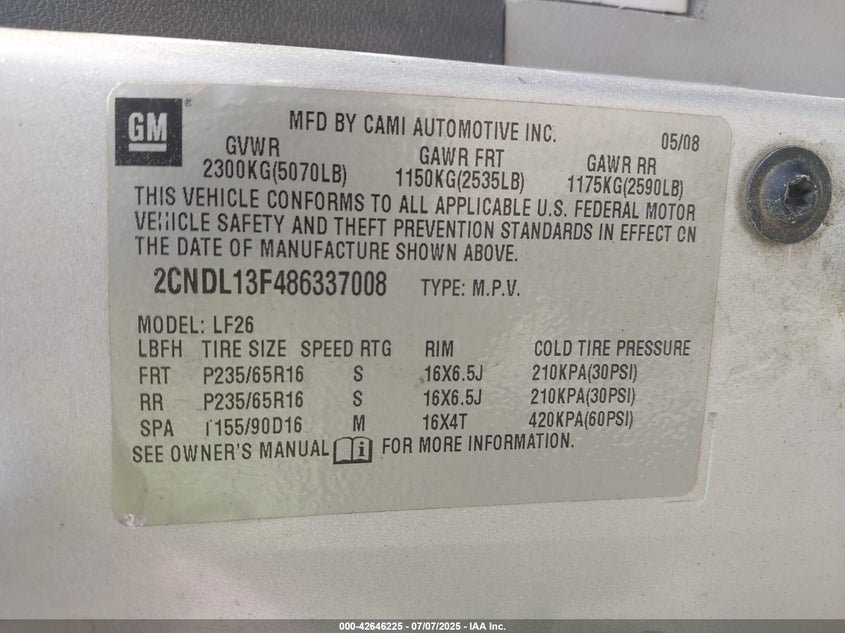 GM
MFD BY CAMI AUTOMOTIVE INC. 05/08
GVWR GAWR FRT GAWR RR
2300KG(5070LB) 1150KG(2535LB) 1175KG(2590LB)
THIS VEHICLE CONFORMS TO ALL APPLICABLE U.S. FEDERAL MOTOR
VEHICLE SAFETY AND THEFT PREVENTION STANDARDS IN EFFECT ON
THE DATE OF MANUFACTURE SHOWN ABOVE.
2CNDL13F486337008 TYPE: M.P.V.
MODEL: LF26
LBFH TIRE SIZE SPEED RTG RIM COLD TIRE PRESSURE
FRT P235/65R16 S 16X6.5J 210KPA(30PSI)
RR P235/65R16 S 16X6.5J 210KPA(30PSI)
SPA T155/90D16 M 16X4T 420KPA(60PSI)
SEE OWNER'S MANUAL i FOR MORE INFORMATION.
000-42646225 - 07/07/2025 - IAA Inc.